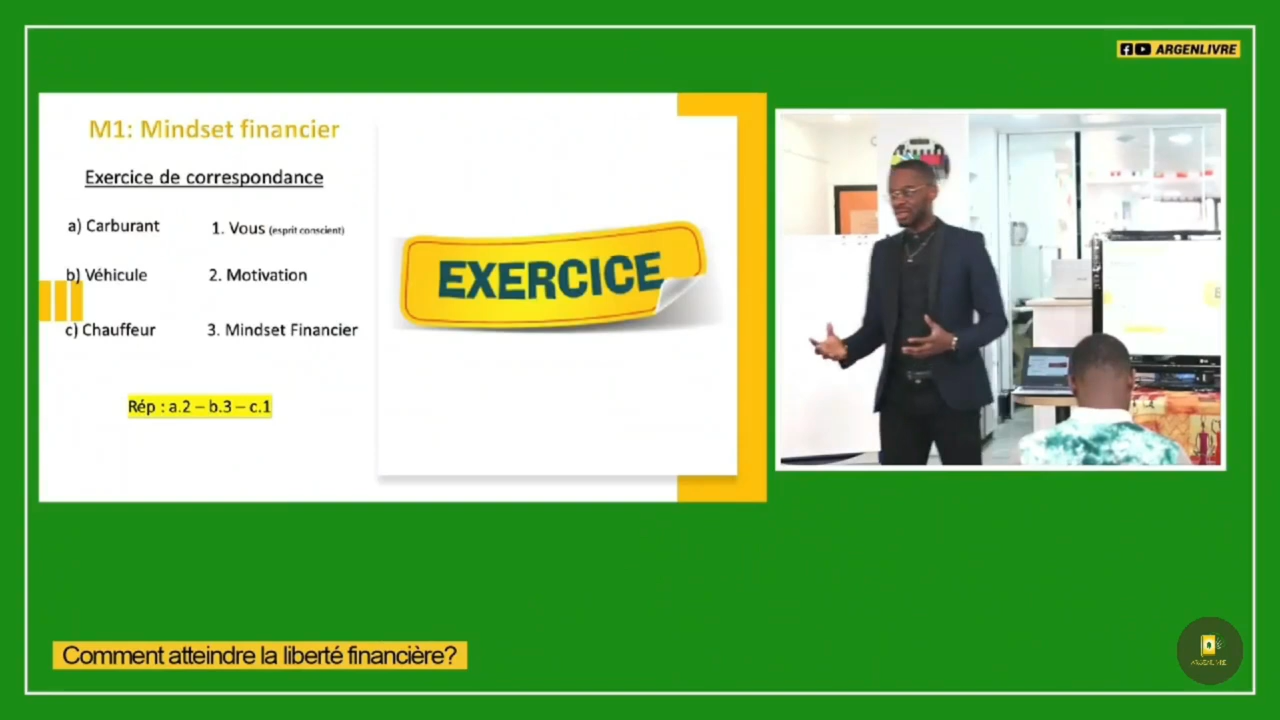 ARGENLIVRE
M1: Mindset financier
Exercice de correspondance
a) Carburant
1. Vous (esprit conscient)
b) Véhicule
2. Motivation
c) Chauffeur
3. Mindset Financier
Rép : a.2 – b.3 – c.1
EXERCICE
Comment atteindre la liberté financière?
ARGENLIVRE